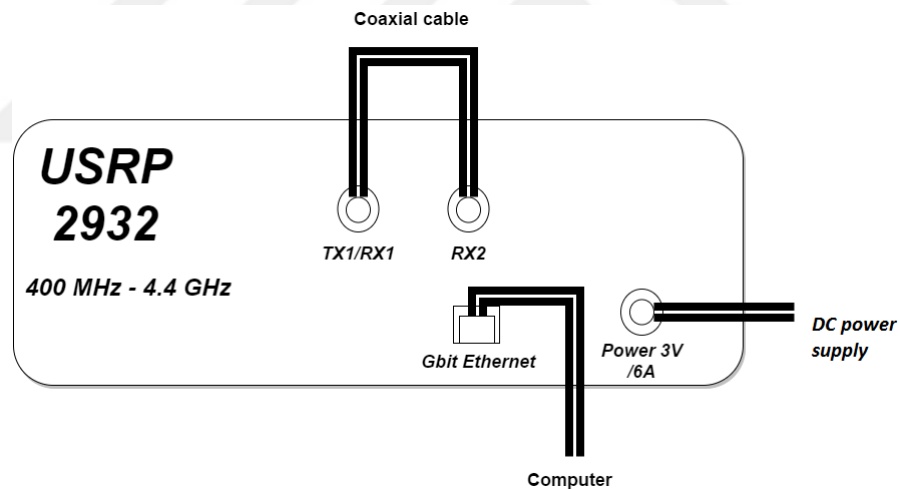 Coaxial cable
USRP
2932
400 MHz - 4.4 GHz
TX1/RX1
RX2
Gbit Ethernet
Power 3V
/6A
DC power
supply
Computer